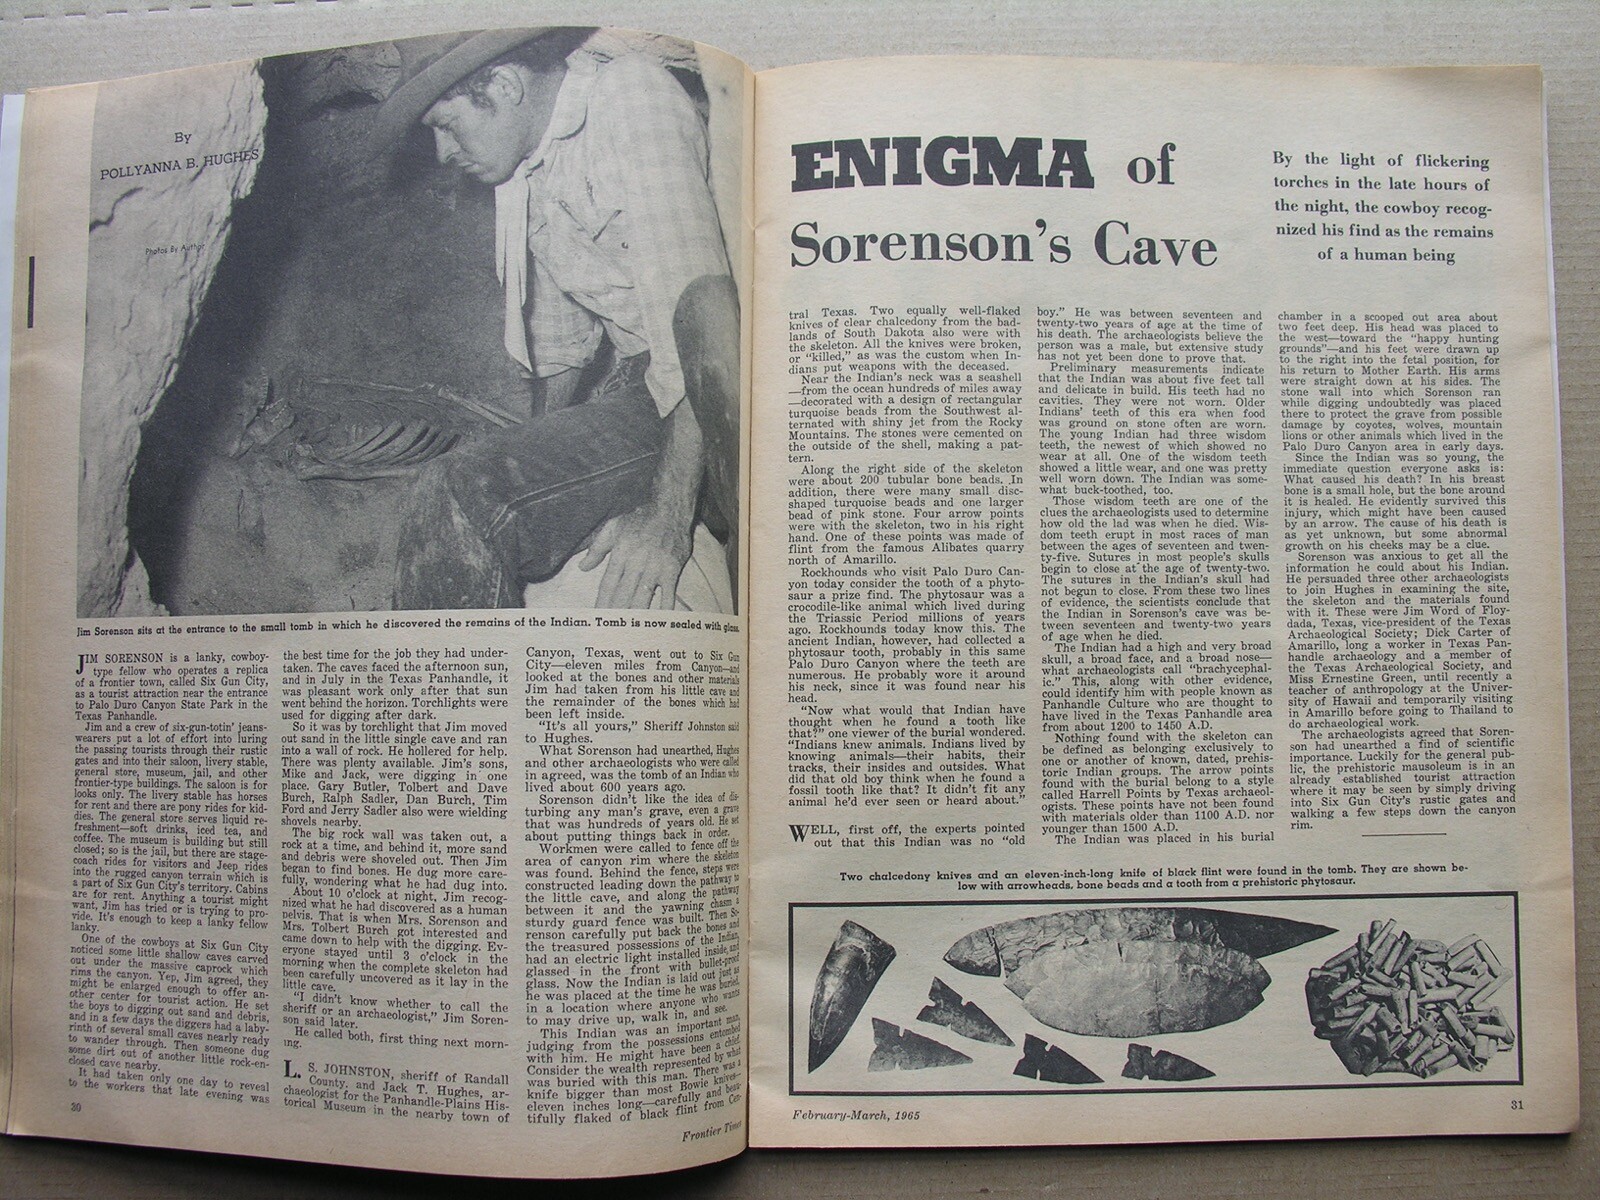 By
POLLYANNA B. HUGHES
Photos By Author
Jim Sorenson sits at the entrance to the small tomb in which he discovered the remains of the Indian. Tomb is now sealed with glass.
JIM SORENSON is a lanky, cowboy-
type fellow who operates a replica
of a frontier town, called Six Gun City,
as a tourist attraction near the entrance
to Palo Duro Canyon State Park in the
Texas Panhandle.
Jim and a crew of six-gun-totin' jeans-
wearers put a lot of effort into luring
the passing tourists through their rustic
gates and into their saloon, livery stable,
general store, museum, jail, and other
frontier-type buildings. The saloon is for
looks only. The livery stable has horses
for rent and there are pony rides for kid-
dies. The general store serves liquid re-
freshment—soft drinks, iced tea, and
coffee. The museum is building but still
closed; so is the jail, but there are stage-
coach rides for visitors and Jeep rides
into the rugged canyon terrain which is
a part of Six Gun City's territory. Cabins
are for rent. Anything a tourist might
want, Jim has tried or is trying to pro-
vide. It's enough to keep a lanky fellow
lanky.
One of the cowboys at Six Gun City
noticed some little shallow caves carved
out under the massive caprock which
rims the canyon. Yep, Jim agreed, they
might be enlarged enough to offer an-
other center for tourist action. He set
the boys to digging out sand and debris,
and in a few days the diggers had a laby-
rinth of several small caves nearly ready
to wander through. Then someone dug
some dirt out of another little rock-en-
closed cave nearby.
It had taken only one day to reveal
to the workers that late evening was
the best time for the job they had under-
taken. The caves faced the afternoon sun,
and in July in the Texas Panhandle, it
was pleasant work only after that sun
went behind the horizon. Torchlights were
used for digging after dark.
So it was by torchlight that Jim moved
out sand in the little single cave and ran
into a wall of rock. He hollered for help.
There was plenty available. Jim's sons,
Mike and Jack, were digging in one
place. Gary Butler, Tolbert and Dave
Burch, Ralph Sadler, Dan Burch, Tim
Ford and Jerry Sadler also were wielding
shovels nearby.
The big rock wall was taken out, a
rock at a time, and behind it, more sand
and debris were shoveled out. Then Jim
began to find bones. He dug more care-
fully, wondering what he had dug into.
About 10 o'clock at night, Jim recog-
nized what he had discovered as a human
pelvis. That is when Mrs. Sorenson and
Mrs. Tolbert Burch got interested and
came down to help with the digging. Ev-
eryone stayed until 3 o'clock in the
morning when the complete skeleton had
been carefully uncovered as it lay in the
little cave.
"I didn't know whether to call the
sheriff or an archaeologist," Jim Soren-
son said later.
He called both, first thing next morn-
ing.
L. S. JOHNSTON, sheriff of Randall
County, and Jack T. Hughes, ar-
chaeologist for the Panhandle-Plains His-
torical Museum in the nearby town of
Canyon, Texas, went out to Six Gun
City—eleven miles from Canyon—and
looked at the bones and other materials
Jim had taken from his little cave and
the remainder of the bones which had
been left inside.
"It's all yours," Sheriff Johnston said
to Hughes.
What Sorenson had unearthed, Hughes
and other archaeologists who were called
in agreed, was the tomb of an Indian who
lived about 600 years ago.
Sorenson didn't like the idea of dis-
turbing any man's grave, even a grave
that was hundreds of years old. He set
about putting things back in order.
Workmen were called to fence off the
area of canyon rim where the skeleton
was found. Behind the fence, steps were
constructed leading down the pathway to
the little cave, and along the pathway
between it and the yawning chasm a
sturdy guard fence was built. Then So-
renson carefully put back the bones and
the treasured possessions of the Indian,
had an electric light installed inside, and
glassed in the front with bullet-proof
glass. Now the Indian is laid out just as
he was placed at the time he was buried,
in a location where anyone who wants
to may drive up, walk in, and see.
This Indian was an important man,
judging from the possessions entombed
with him. He might have been a chief.
Consider the wealth represented by what
was buried with this man. There was a
knife bigger than most Bowie knives—
eleven inches long—carefully and beau-
tifully flaked of black flint from Cen-
30
Frontier Times
ENIGMA of
Sorenson's Cave
By the light of flickering
torches in the late hours of
the night, the cowboy recog-
nized his find as the remains
of a human being
tral Texas. Two equally well-flaked
knives of clear chalcedony from the bad-
lands of South Dakota also were with
the skeleton. All the knives were broken,
or "killed," as was the custom when In-
dians put weapons with the deceased.
Near the Indian's neck was a seashell
—from the ocean hundreds of miles away
—decorated with a design of rectangular
turquoise beads from the Southwest al-
ternated with shiny jet from the Rocky
Mountains. The stones were cemented on
the outside of the shell, making a pat-
tern.
Along the right side of the skeleton
were about 200 tubular bone beads. In
addition, there were many small disc-
shaped turquoise beads and one larger
bead of pink stone. Four arrow points
were with the skeleton, two in his right
hand. One of these points was made of
flint from the famous Alibates quarry
north of Amarillo.
Rockhounds who visit Palo Duro Can-
yon today consider the tooth of a phyto-
saur a prize find. The phytosaur was a
crocodile-like animal which lived during
the Triassic Period millions of years
ago. Rockhounds today know this. The
ancient Indian, however, had collected a
phytosaur tooth, probably in this same
Palo Duro Canyon where the teeth are
numerous. He probably wore it around
his neck, since it was found near his
head.
"Now what would that Indian have
thought when he found a tooth like
that?" one viewer of the burial wondered.
"Indians knew animals. Indians lived by
knowing animals—their habits, their
tracks, their insides and outsides. What
did that old boy think when he found a
fossil tooth like that? It didn't fit any
animal he'd ever seen or heard about."
WELL, first off, the experts pointed
out that this Indian was no "old
boy." He was between seventeen and
twenty-two years of age at the time of
his death. The archaeologists believe the
person was a male, but extensive study
has not yet been done to prove that.
Preliminary measurements indicate
that the Indian was about five feet tall
and delicate in build. His teeth had no
cavities. They were not worn. Older
Indians' teeth of this era when food
was ground on stone often are worn.
The young Indian had three wisdom
teeth, the newest of which showed no
wear at all. One of the wisdom teeth
showed a little wear, and one was pretty
well worn down. The Indian was some-
what buck-toothed, too.
Those wisdom teeth are one of the
clues the archaeologists used to determine
how old the lad was when he died. Wis-
dom teeth erupt in most races of man
between the ages of seventeen and twen-
ty-five. Sutures in most people's skulls
begin to close at the age of twenty-two.
The sutures in the Indian's skull had
not begun to close. From these two lines
of evidence, the scientists conclude that
the Indian in Sorenson's cave was be-
tween seventeen and twenty-two years
of age when he died.
The Indian had a high and very broad
skull, a broad face, and a broad nose—
what archaeologists call "brachycephal-
ic." This, along with other evidence,
could identify him with people known as
Panhandle Culture who are thought to
have lived in the Texas Panhandle area
from about 1200 to 1450 A.D.
Nothing found with the skeleton can
be defined as belonging exclusively to
one or another of known, dated, prehis-
toric Indian groups. The arrow points
found with the burial belong to a style
called Harrell Points by Texas archaeol-
ogists. These points have not been found
with materials older than 1100 A.D. nor
younger than 1500 A.D.
The Indian was placed in his burial
chamber in a scooped out area about
two feet deep. His head was placed to
the west—toward the "happy hunting
grounds"—and his feet were drawn up
to the right into the fetal position, for
his return to Mother Earth. His arms
were straight down at his sides. The
stone wall into which Sorenson ran
while digging undoubtedly was placed
there to protect the grave from possible
damage by coyotes, wolves, mountain
lions or other animals which lived in the
Palo Duro Canyon area in early days.
Since the Indian was so young, the
immediate question everyone asks is:
What caused his death? In his breast
bone is a small hole, but the bone around
it is healed. He evidently survived this
injury, which might have been caused
by an arrow. The cause of his death is
as yet unknown, but some abnormal
growth on his cheeks may be a clue.
Sorenson was anxious to get all the
information he could about his Indian.
He persuaded three other archaeologists
to join Hughes in examining the site,
the skeleton and the materials found
with it. These were Jim Word of Floy-
dada, Texas, vice-president of the Texas
Archaeological Society; Dick Carter of
Amarillo, long a worker in Texas Pan-
handle archaeology and a member of
the Texas Archaeological Society, and
Miss Ernestine Green, until recently a
teacher of anthropology at the Univer-
sity of Hawaii and temporarily visiting
in Amarillo before going to Thailand to
do archaeological work.
The archaeologists agreed that Soren-
son had unearthed a find of scientific
importance. Luckily for the general pub-
lic, the prehistoric mausoleum is in an
already established tourist attraction
where it may be seen by simply driving
into Six Gun City's rustic gates and
walking a few steps down the canyon
rim.
Two chalcedony knives and an eleven-inch-long knife of black flint were found in the tomb. They are shown be-
low with arrowheads, bone beads and a tooth from a prehistoric phytosaur.
February-March, 1965
31